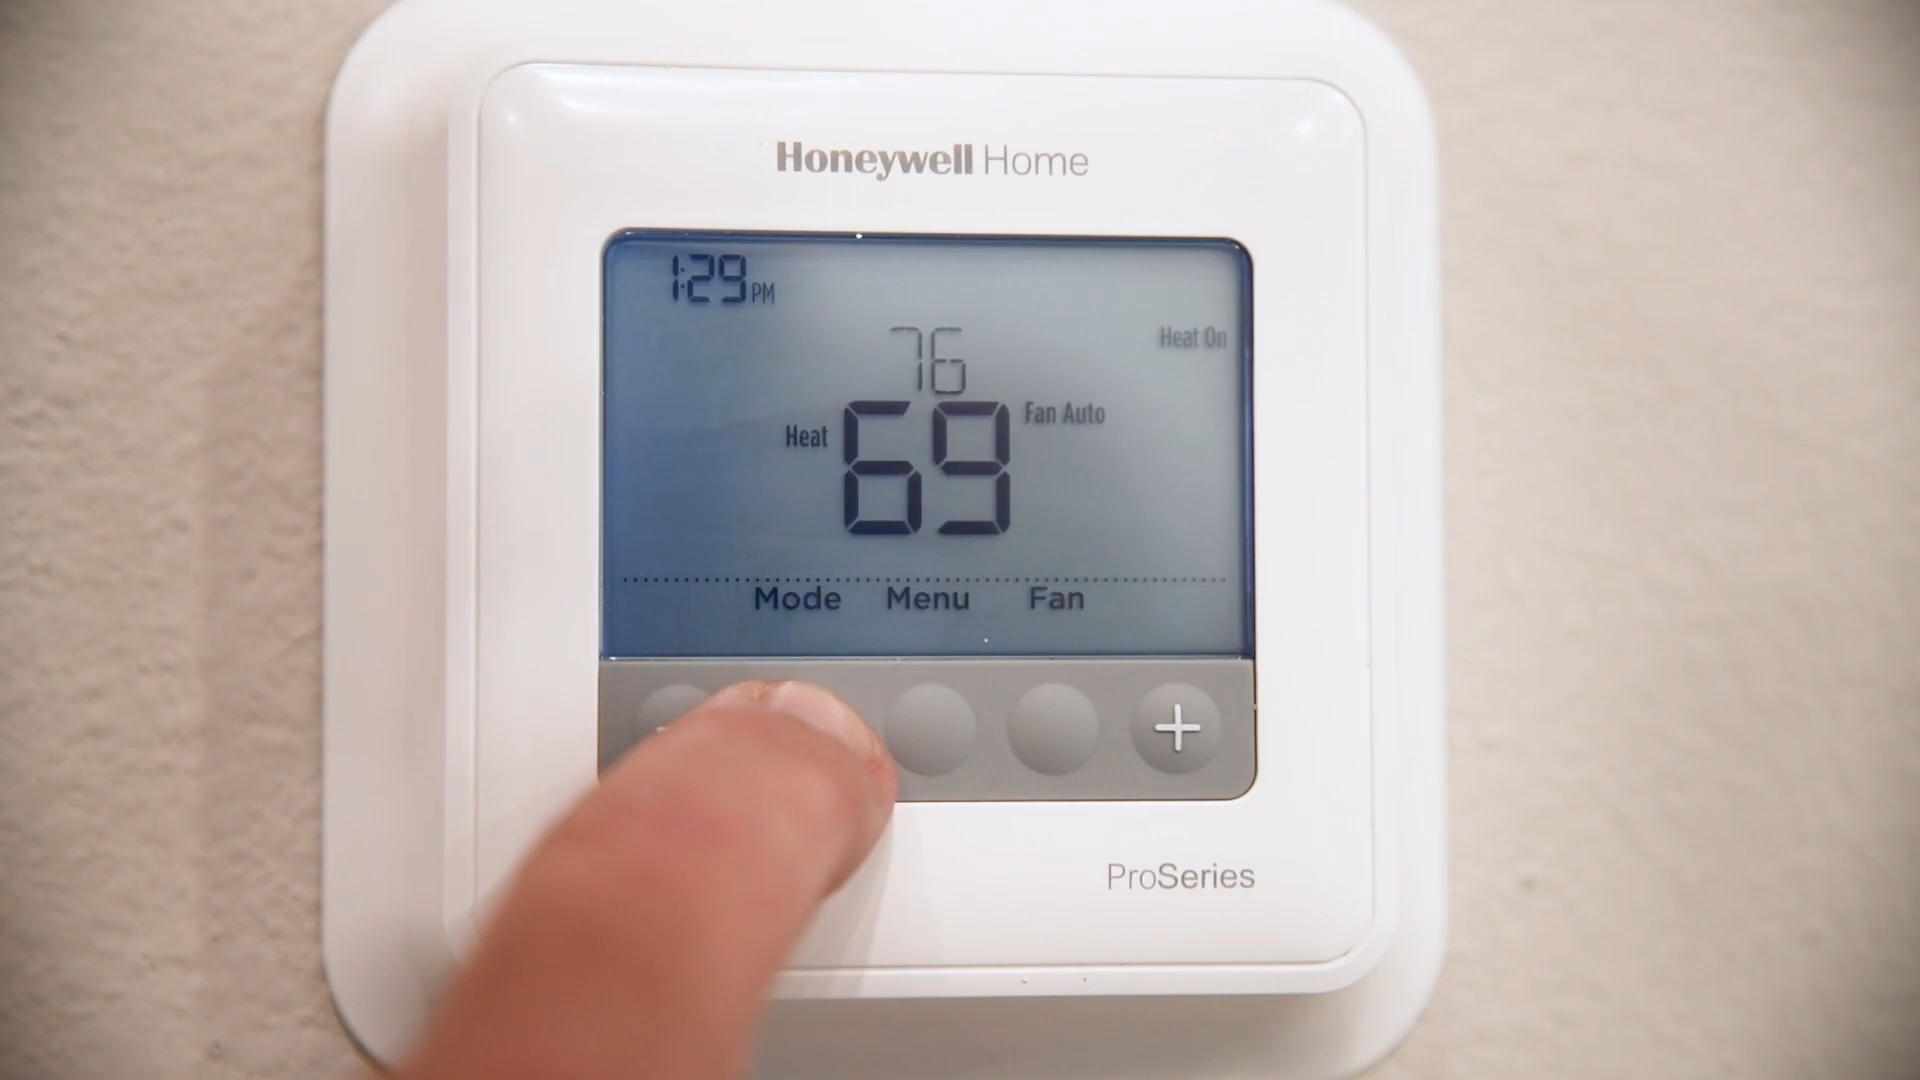 Honeywell Home
1:29 PM
76
Heat On
Heat 69 Fan Auto
Mode Menu Fan
+
ProSeries